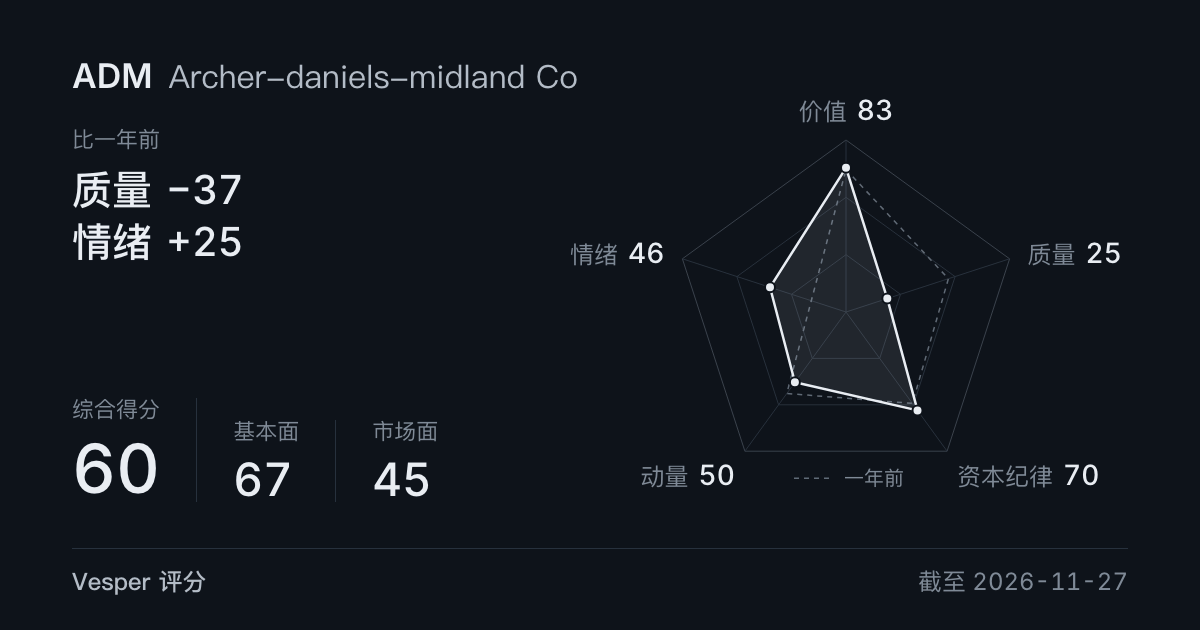 ADM Archer–daniels–midland Co
比一年前
质量 −37
情绪 +25
价值 83
情绪 46
质量 25
动量 50
---- 一年前
资本纪律 70
综合得分
60
基本面
67
市场面
45
Vesper 评分
截至 2026-11-27